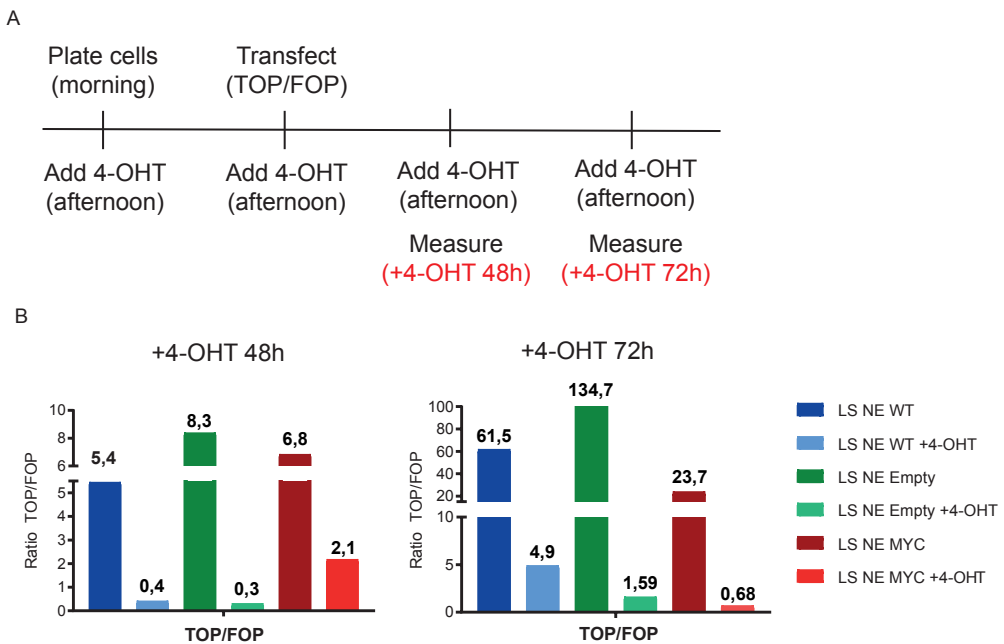 A
Plate cells
(morning)
Transfect
(TOP/FOP)
Add 4-OHT
(afternoon)
Add 4-OHT
(afternoon)
Add 4-OHT
(afternoon)
Add 4-OHT
(afternoon)
Measure
(+4-OHT 48h)
Measure
(+4-OHT 72h)
B
+4-OHT 48h
Ratio TOP/FOP
10
8
6
5
4
3
2
1
0
5,4
0,4
8,3
0,3
6,8
2,1
TOP/FOP
+4-OHT 72h
Ratio TOP/FOP
100
80
60
40
20
10
5
0
61,5
4,9
134,7
1,59
23,7
0,68
TOP/FOP
LS NE WT
LS NE WT +4-OHT
LS NE Empty
LS NE Empty +4-OHT
LS NE MYC
LS NE MYC +4-OHT